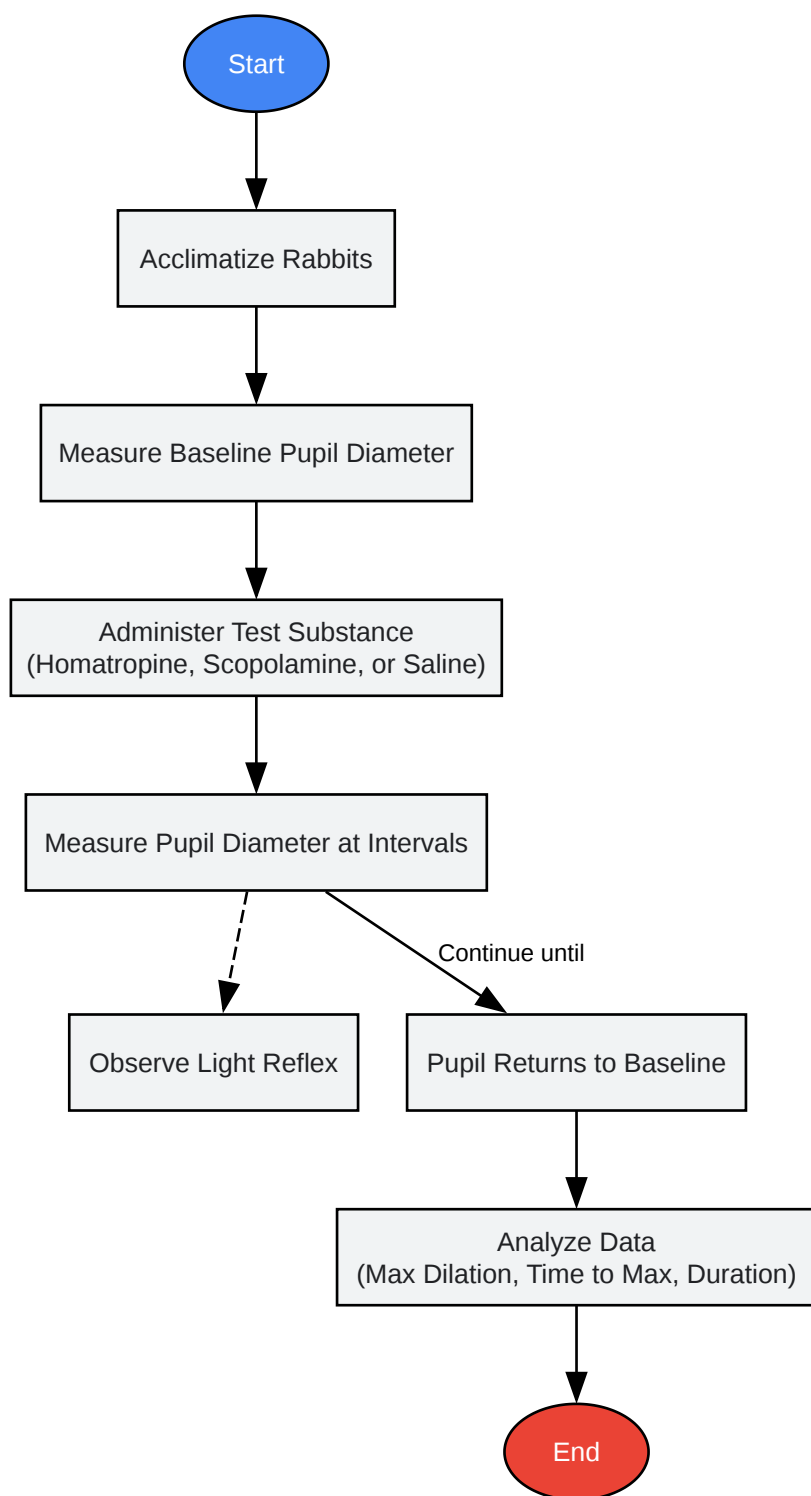 Start
Acclimatize Rabbits
Measure Baseline Pupil Diameter
Administer Test Substance
(Homatropine, Scopolamine, or Saline)
Measure Pupil Diameter at Intervals
Continue until
Observe Light Reflex
Pupil Returns to Baseline
Analyze Data
(Max Dilation, Time to Max, Duration)
End